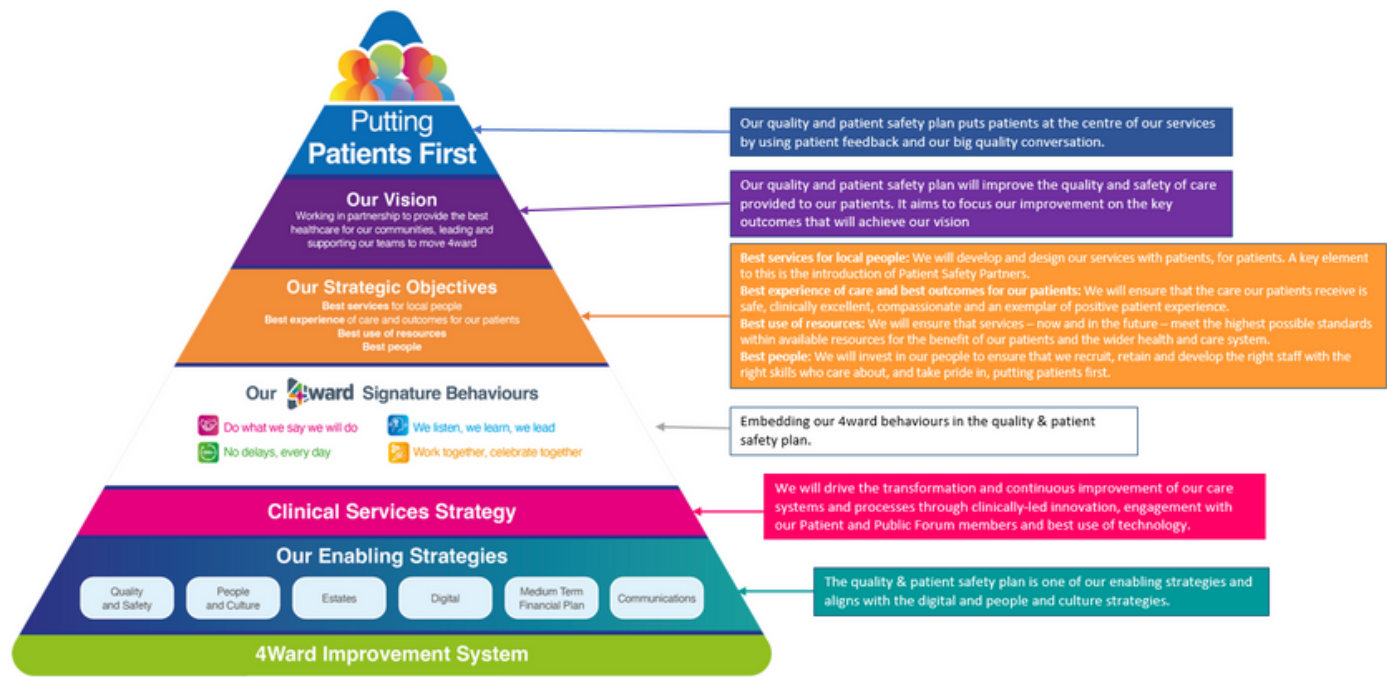 Putting
Patients First
Our Vision
Working in partnership to provide the best
healthcare for our communities, leading and
supporting our teams to move 4ward
Our Strategic Objectives
Best services for local people
Best experience of care and outcomes for our patients
Best use of resources
Best people
Our 4ward Signature Behaviours
Do what we say we will do
We listen, we learn, we lead
No delays, every day
Work together, celebrate together
Clinical Services Strategy
Our Enabling Strategies
Quality
and Safety
People
and Culture
Estates
Digital
Medium Term
Financial Plan
Communications
4Ward Improvement System
Our quality and patient safety plan puts patients at the centre of our services
by using patient feedback and our big quality conversation.
Our quality and patient safety plan will improve the quality and safety of care
provided to our patients. It aims to focus our improvement on the key
outcomes that will achieve our vision
Best services for local people: We will develop and design our services with patients, for patients. A key element
to this is the introduction of Patient Safety Partners.
Best experience of care and best outcomes for our patients: We will ensure that the care our patients receive is
safe, clinically excellent, compassionate and an exemplar of positive patient experience.
Best use of resources: We will ensure that services – now and in the future – meet the highest possible standards
within available resources for the benefit of our patients and the wider health and care system.
Best people: We will invest in our people to ensure that we recruit, retain and develop the right staff with the
right skills who care about, and take pride in, putting patients first.
Embedding our 4ward behaviours in the quality & patient
safety plan.
We will drive the transformation and continuous improvement of our care
systems and processes through clinically-led innovation, engagement with
our Patient and Public Forum members and best use of technology.
The quality & patient safety plan is one of our enabling strategies and
aligns with the digital and people and culture strategies.